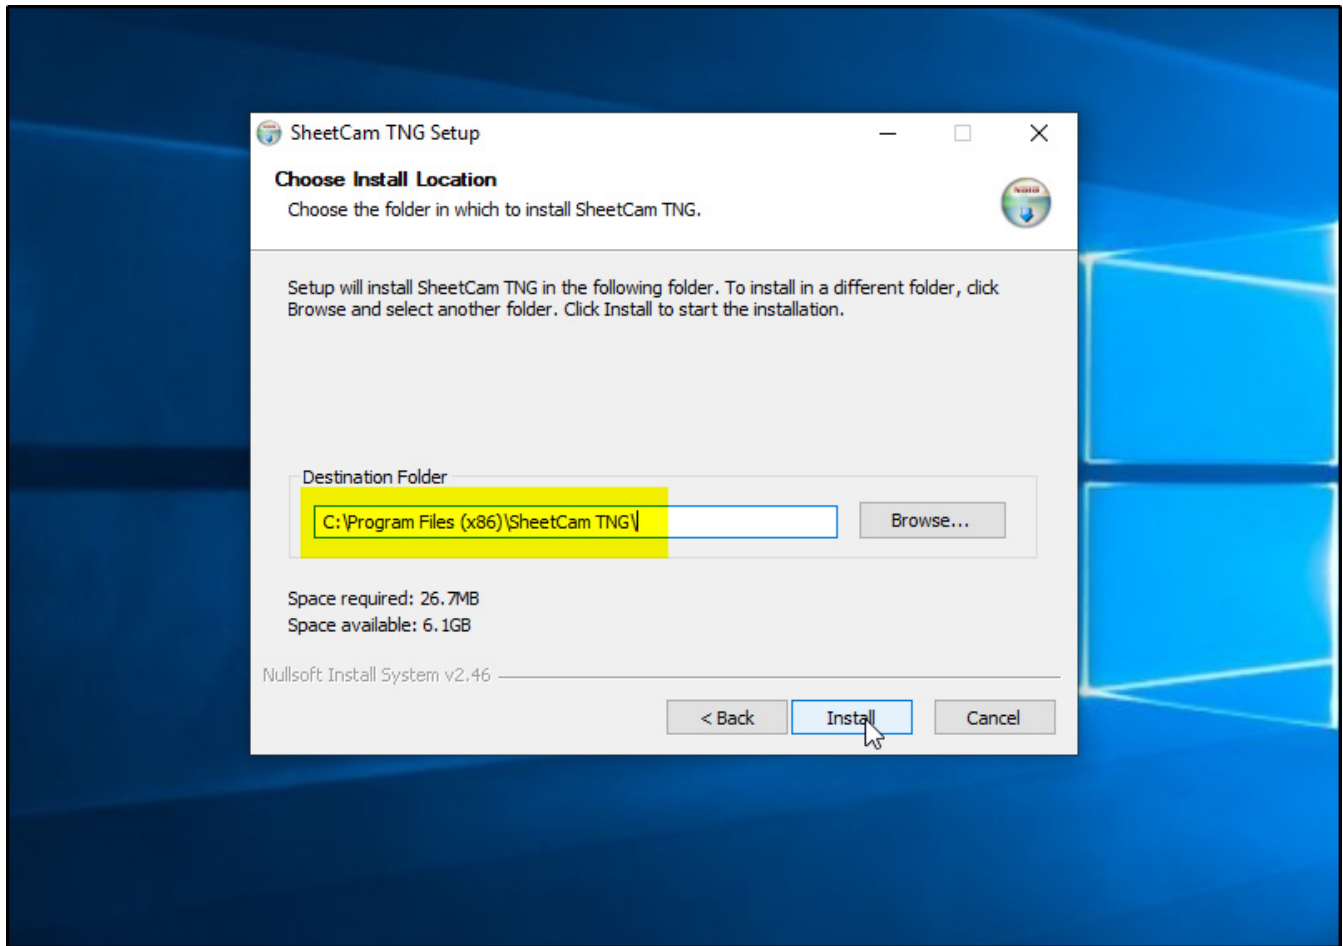 SheetCam TNG Setup
Choose Install Location
Choose the folder in which to install SheetCam TNG.
Setup will install SheetCam TNG in the following folder. To install in a different folder, click
Browse and select another folder. Click Install to start the installation.
Destination Folder
C:\Program Files (x86)\SheetCam TNG\
Browse...
Space required: 26.7MB
Space available: 6.1GB
Nullsoft Install System v2.46
< Back
Install
Cancel